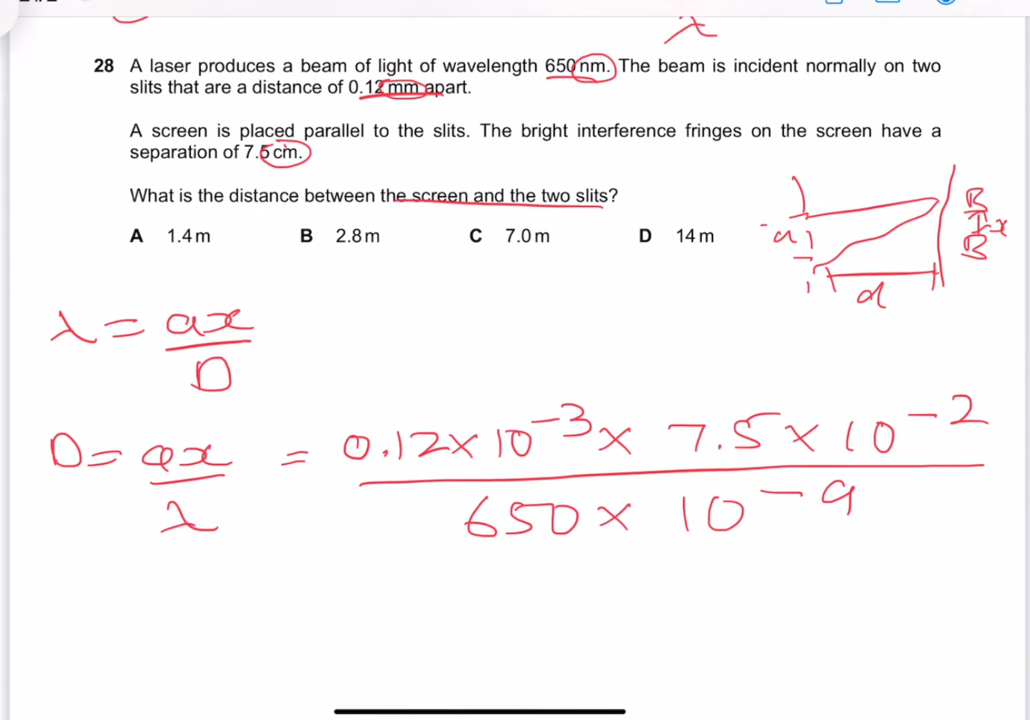 λ
28 A laser produces a beam of light of wavelength 650 nm. The beam is incident normally on two
slits that are a distance of 0.12 mm apart.
A screen is placed parallel to the slits. The bright interference fringes on the screen have a
separation of 7.5 cm.
What is the distance between the screen and the two slits?
A 1.4 m B 2.8 m C 7.0 m D 14 m
B
a x
B
d
λ = ax / D
D = ax / λ = 0.12 × 10⁻³ × 7.5 × 10⁻² / 650 × 10⁻⁹